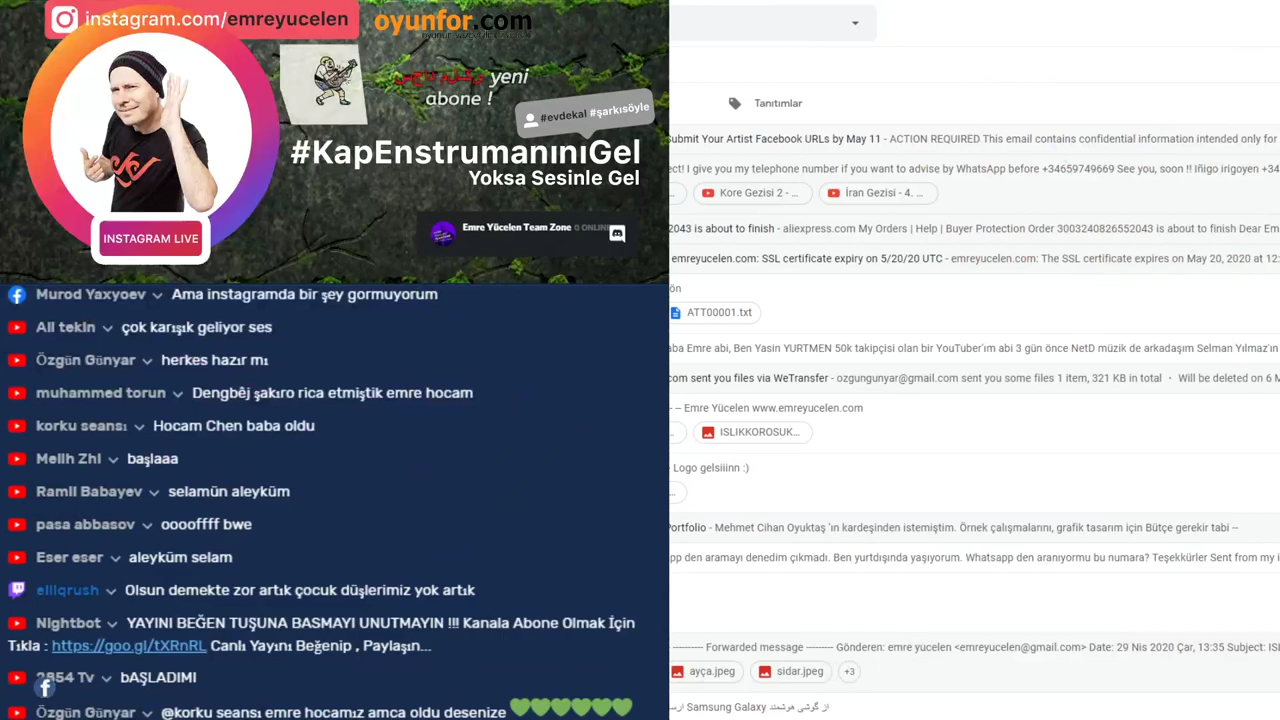 instagram.com/emreyucelen
oyunfor.com
yeni
abone !
#evdekal #şarkısöyle
#KapEnstrumanınıGel
Yoksa Sesinle Gel
Emre Yücelen Team Zone 0 ONLINE
INSTAGRAM LIVE
Murod Yaxyoev Ama instagramda bir şey gormuyorum
Ali tekin çok karışık geliyor ses
Özgün Günyar herkes hazır mı
muhammed torun Dengbêj şakıro rica etmiştik emre hocam
korku seansı Hocam Chen baba oldu
Melih Zhi başlaaa
Ramil Babayev selamün aleyküm
pasa abbasov ooooffff bwe
Eser eser aleyküm selam
elilqrush Olsun demekte zor artık çocuk düşlerimiz yok artık
Nightbot YAYINI BEĞEN TUŞUNA BASMAYI UNUTMAYIN !!! Kanala Abone Olmak İçin
Tıkla : https://goo.gl/tXRnRL Canlı Yayını Beğenip , Paylaşın...
2854 Tv bAŞLADIMI
Özgün Günyar @korku seansı emre hocamız amca oldu desenize 💚💚💚💚💚💚
Tanıtımlar
Submit Your Artist Facebook URLs by May 11 - ACTION REQUIRED This email contains confidential information intended only for
ect! I give you my telephone number if you want to advise by WhatsApp before +34659749669 See you, soon !! Iñigo irigoyen +34
Kore Gezisi 2 - ... İran Gezisi - 4. ...
2043 is about to finish - aliexpress.com My Orders | Help | Buyer Protection Order 3003240826552043 is about to finish Dear Em
emreyucelen.com: SSL certificate expiry on 5/20/20 UTC - emreyucelen.com: The SSL certificate expires on May 20, 2020 at 12:
ön
ATT00001.txt
aba Emre abi, Ben Yasin YURTMEN 50k takipçisi olan bir YouTuber'ım abi 3 gün önce NetD müzik de arkadaşım Selman Yılmaz'ın
com sent you files via WeTransfer - ozgungunyar@gmail.com sent you some files 1 item, 321 KB in total ・ Will be deleted on 6 M
- -- Emre Yücelen www.emreyucelen.com
ISLIKKOROSUK...
Logo gelsiiinn :)
Portfolio - Mehmet Cihan Oyuktaş 'ın kardeşinden istemiştim. Örnek çalışmalarını, grafik tasarım için Bütçe gerekir tabi --
pp den aramayı denedim çıkmadı. Ben yurtdışında yaşıyorum. Whatsapp den aranıyormu bu numara? Teşekkürler Sent from my i
---------- Forwarded message --------- Gönderen: emre yucelen <emreyucelen@gmail.com> Date: 29 Nis 2020 Çar, 13:35 Subject: ISL
ayça.jpeg sidar.jpeg +3
از گوشی هوشمند Samsung Galaxy ارس